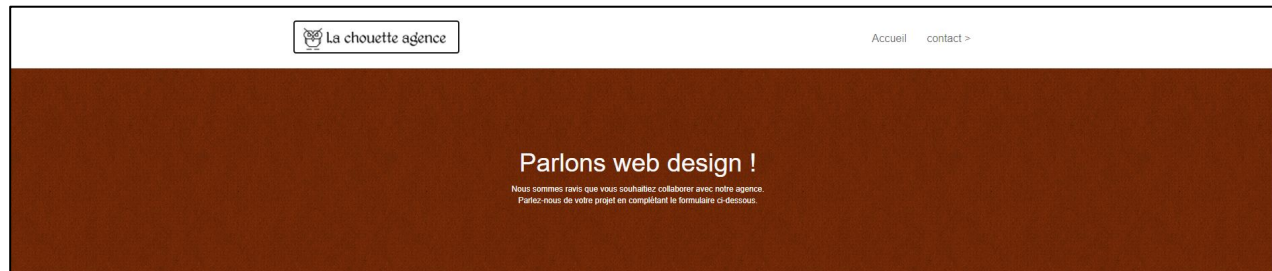 La chouette agence
Accueil contact >
Parlons web design !
Nous sommes ravis que vous souhaitiez collaborer avec notre agence.
Parlez-nous de votre projet en complétant le formulaire ci-dessous.